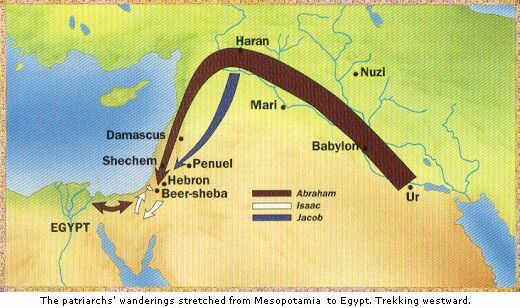 Haran
Nuzi
Mari
Damascus
Babylon
Shechem
Penuel
Hebron
Beer-sheba
Ur
EGYPT
Abraham
Isaac
Jacob
The patriarchs' wanderings stretched from Mesopotamia to Egypt. Trekking westward.